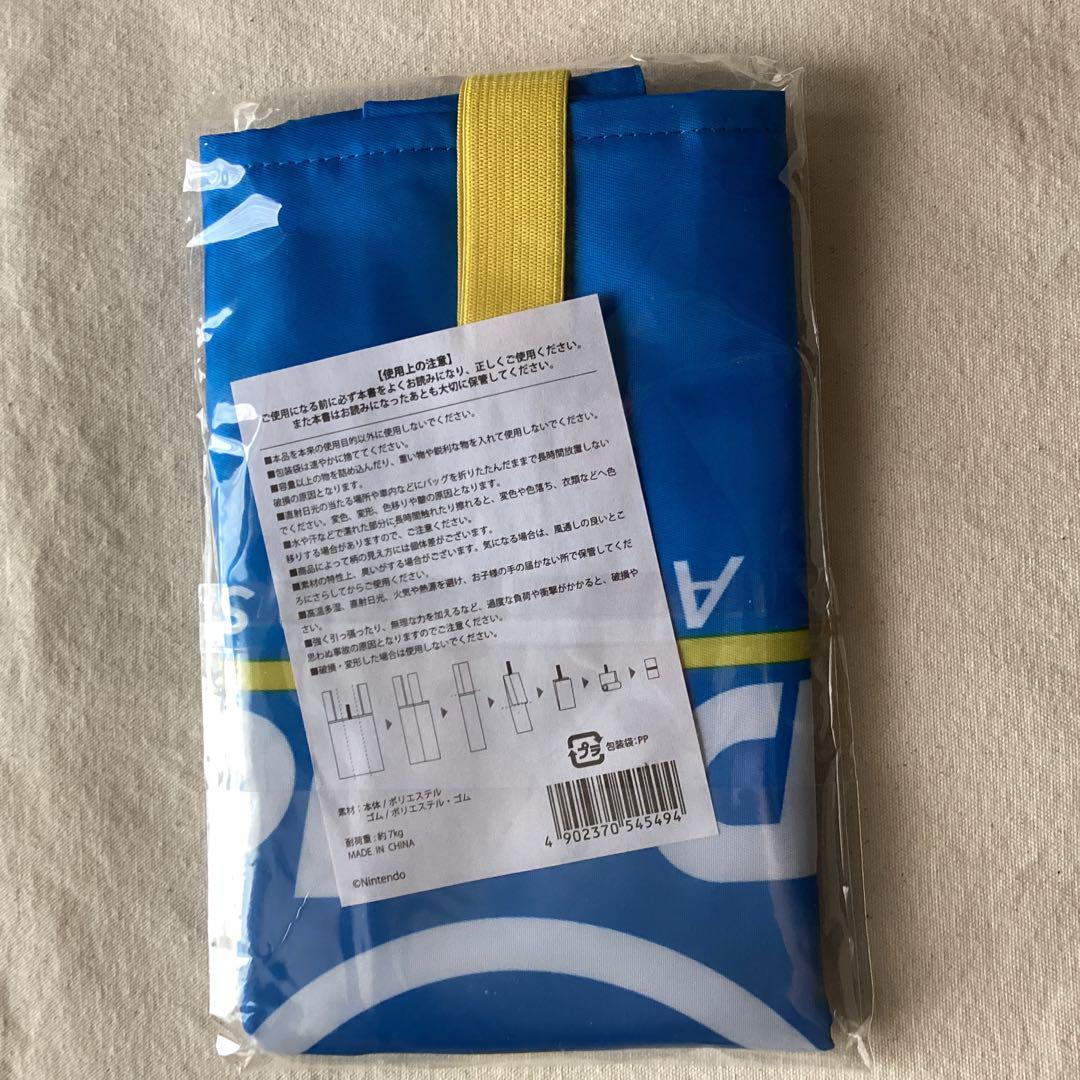 【使用上の注意】
ご使用になる前に必ず本書をよくお読みになり、正しくご使用ください。
また本書はお読みになったあとも大切に保管してください。
■本品を本来の使用目的以外に使用しないでください。
■包装袋は速やかに捨ててください。
■容量以上の物を詰め込んだり、重い物や鋭利な物を入れて使用しないでください。
破損の原因となります。
■直射日光の当たる場所や車内などにバッグを折りたたんだままで長時間放置しない
でください。変色、変形、色移りや皺の原因となります。
■水や汗などで濡れた部分に長時間触れたり擦れると、変色や色落ち、衣類などへ色
移りする場合がありますので、ご注意ください。
■商品によって柄の見え方には個体差がございます。
■素材の特性上、臭いがする場合がございます。気になる場合は、風通しの良いとこ
ろにさらしてからご使用ください。
■高温多湿、直射日光、火気や熱源を避け、お子様の手の届かない所で保管してくだ
さい。
■強く引っ張ったり、無理な力を加えるなど、過度な負荷や衝撃がかかると、破損や
思わぬ事故の原因となりますのでご注意ください。
■破損・変形した場合は使用しないでください。
プラ 包装袋:PP
素材:本体/ポリエステル
ゴム/ポリエステル・ゴム
耐荷重:約7kg
MADE IN CHINA
4 902370 545494
©Nintendo
S
A